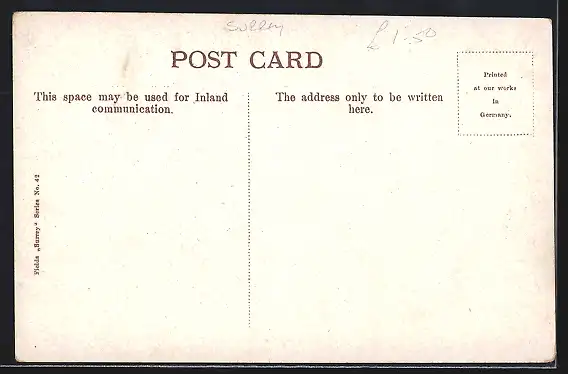 SURREY
£1-50
POST CARD
This space may be used for Inland
communication.
The address only to be written
here.
Printed
at our works
in
Germany.
Fields „Surrey" Series No. 42